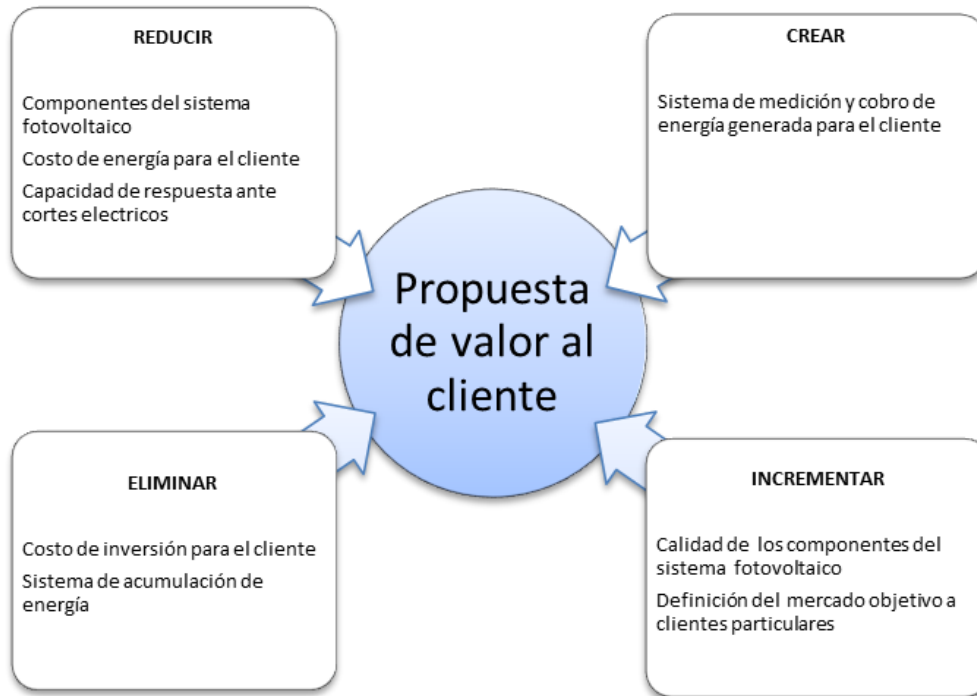 REDUCIR
Componentes del sistema
fotovoltaico
Costo de energía para el cliente
Capacidad de respuesta ante
cortes electricos
CREAR
Sistema de medición y cobro de
energía generada para el cliente
Propuesta
de valor al
cliente
ELIMINAR
Costo de inversión para el cliente
Sistema de acumulación de
energía
INCREMENTAR
Calidad de los componentes del
sistema fotovoltaico
Definición del mercado objetivo a
clientes particulares